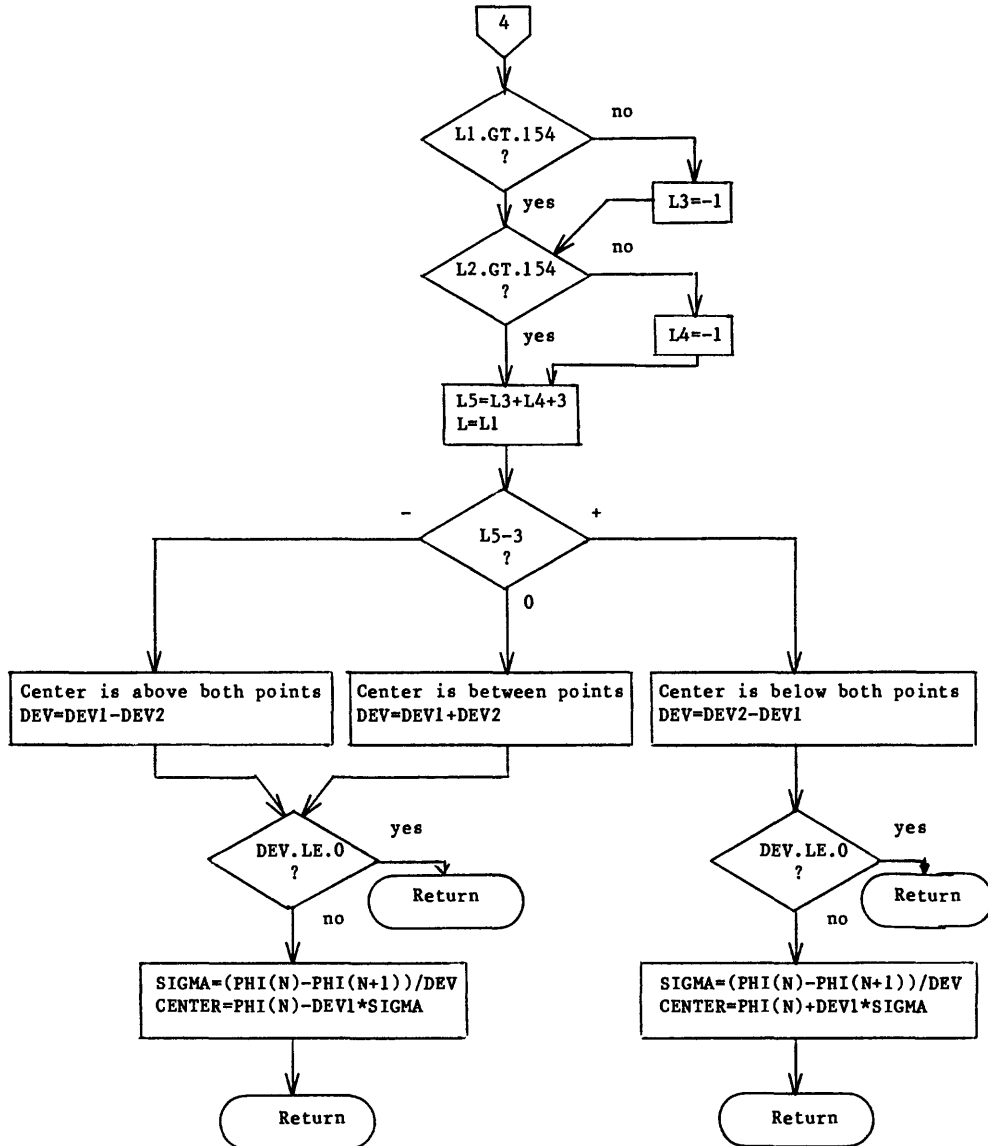 4
L1.GT.154
?
no
yes
L3=-1
L2.GT.154
?
no
yes
L4=-1
L5=L3+L4+3
L=L1
L5-3
?
-
+
0
Center is above both points
DEV=DEV1-DEV2
Center is between points
DEV=DEV1+DEV2
Center is below both points
DEV=DEV2-DEV1
DEV.LE.0
?
yes
Return
no
DEV.LE.0
?
yes
Return
no
SIGMA=(PHI(N)-PHI(N+1))/DEV
CENTER=PHI(N)-DEV1*SIGMA
SIGMA=(PHI(N)-PHI(N+1))/DEV
CENTER=PHI(N)+DEV1*SIGMA
Return
Return